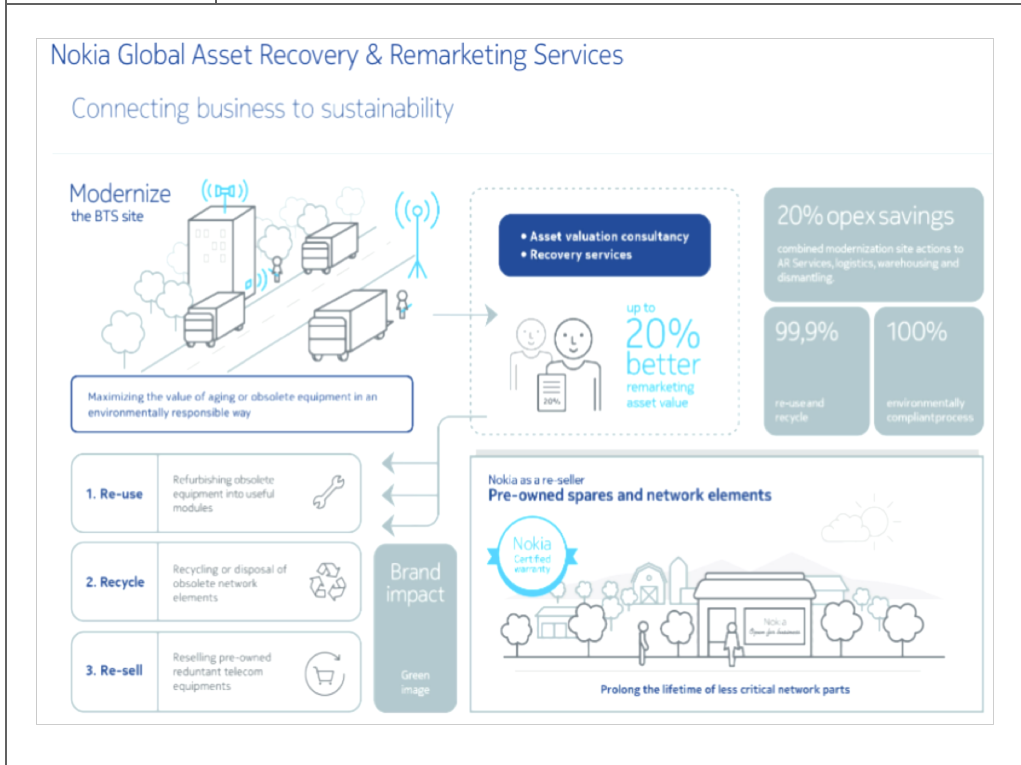 Nokia Global Asset Recovery & Remarketing Services
Connecting business to sustainability
Modernize
the BTS site
Maximizing the value of aging or obsolete equipment in an
environmentally responsible way
• Asset valuation consultancy
• Recovery services
up to
20%
better
remarketing
asset value
20%
20% opex savings
combined modernization site actions to
AR Services, logistics, warehousing and
dismantling.
99,9%
re-use and
recycle
100%
environmentally
compliant process
1. Re-use
Refurbishing obsolete
equipment into useful
modules
2. Recycle
Recycling or disposal of
obsolete network
elements
3. Re-sell
Reselling pre-owned
reduntant telecom
equipments
Brand
impact
Green
image
Nokia as a re-seller
Pre-owned spares and network elements
Nokia
Certified
warranty
Nokia
Open for business
Prolong the lifetime of less critical network parts